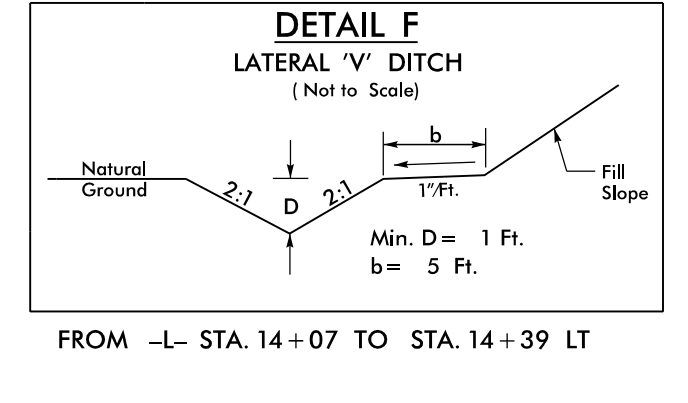 DETAIL F
LATERAL 'V' DITCH
( Not to Scale)
b
Natural
Ground
2:1
D
2:1
1"/Ft.
Fill
Slope
Min. D = 1 Ft.
b = 5 Ft.
FROM -L- STA. 14+07 TO STA. 14+39 LT